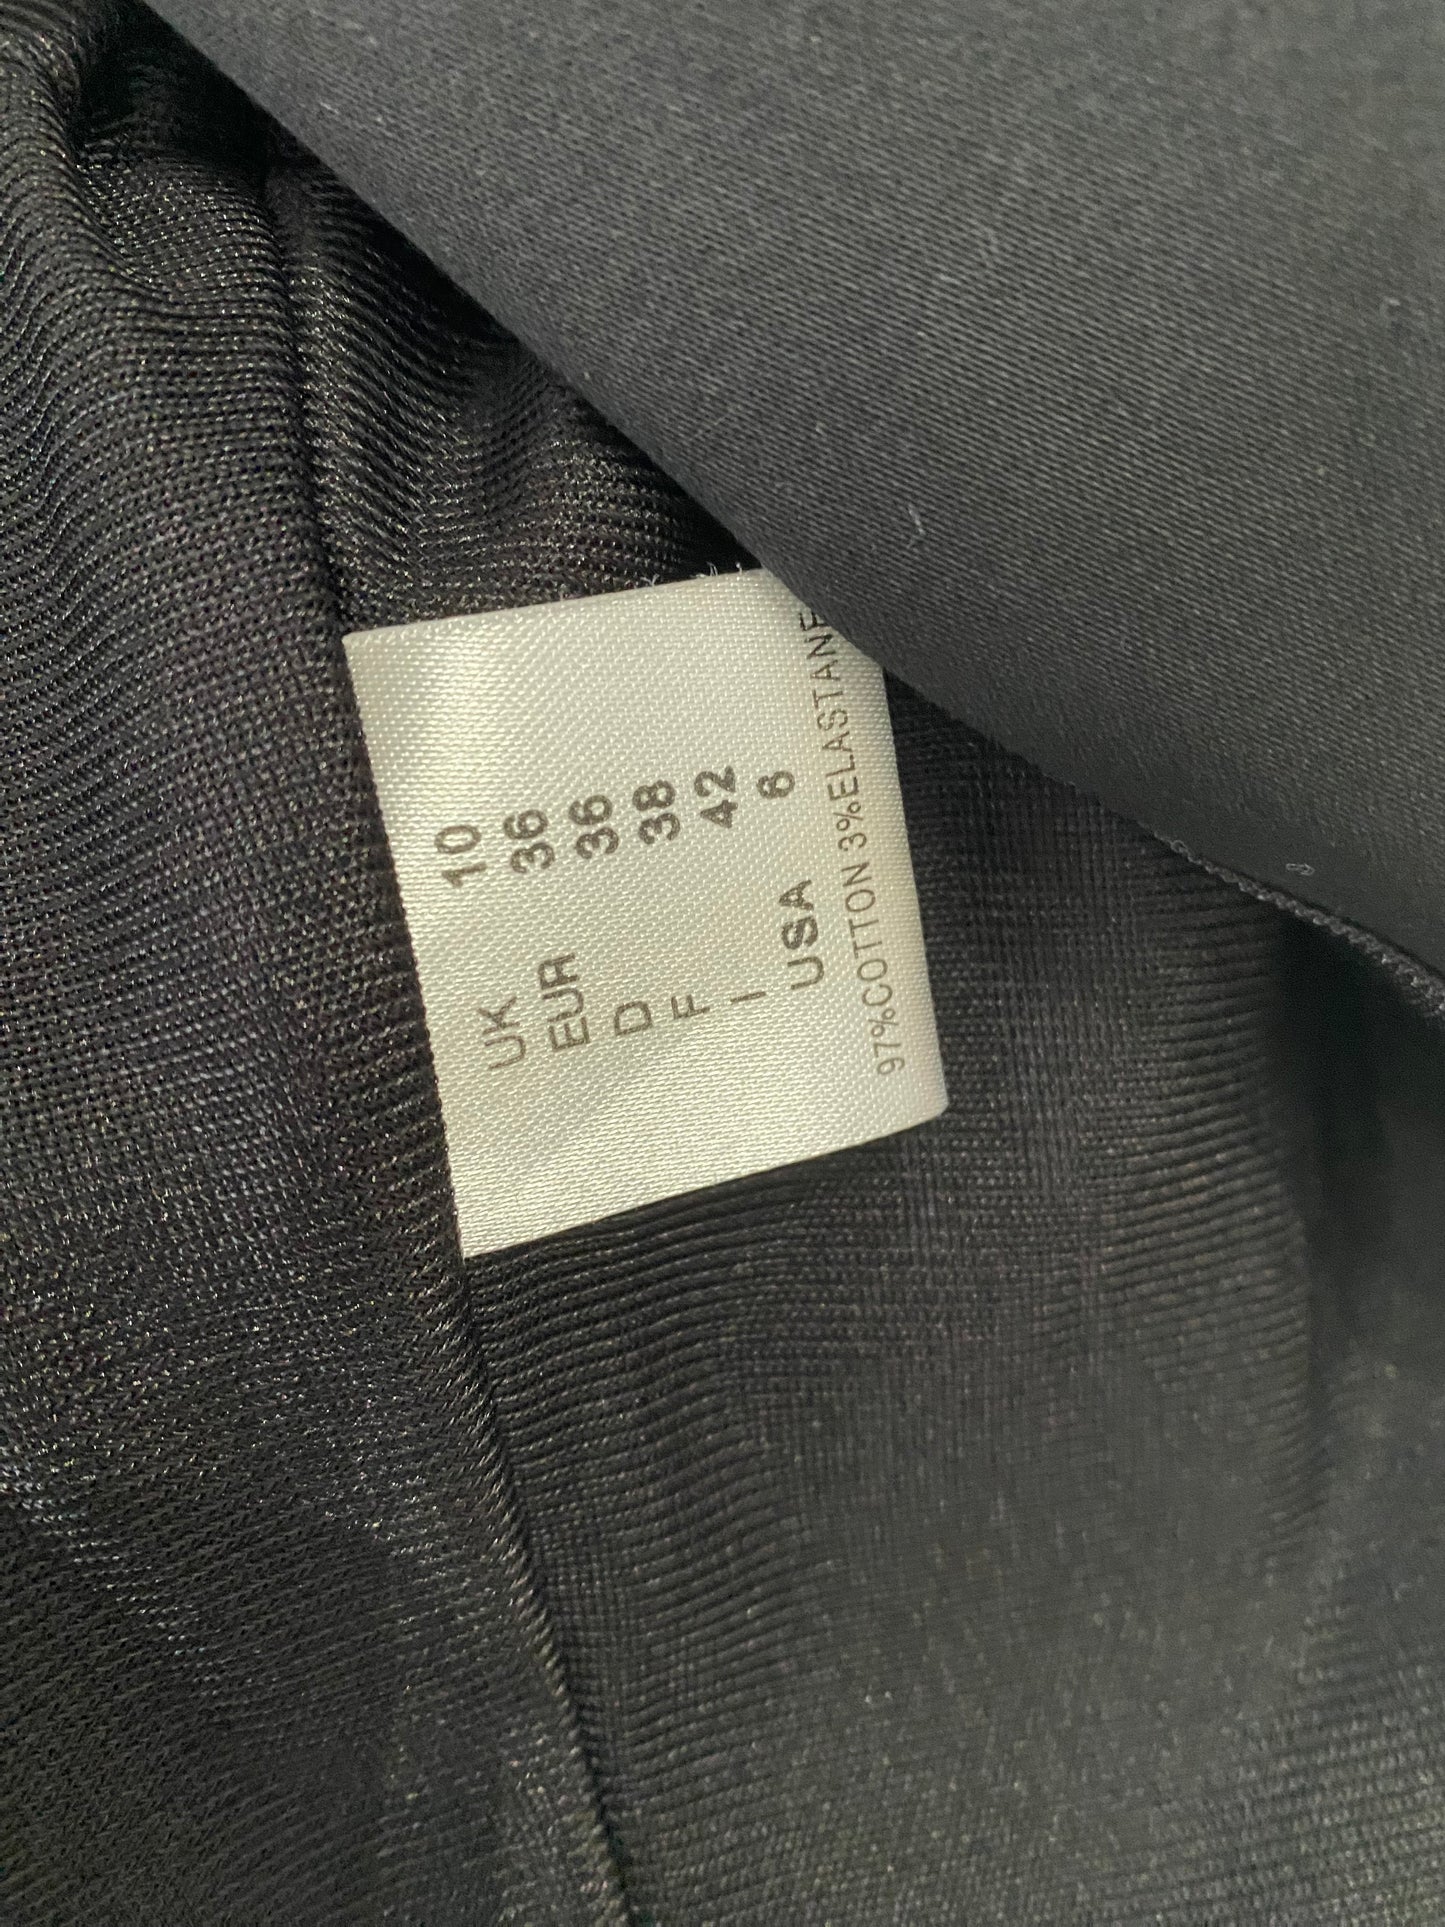 UK 10
EUR 36
D 36
F 38
I 42
USA 6
97%COTTON 3%ELASTANE